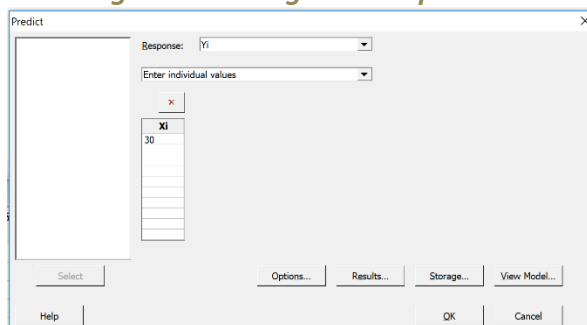 Predict
Response: Yi
Enter individual values
Xi
30
Select
Options... Results... Storage... View Model...
Help OK Cancel